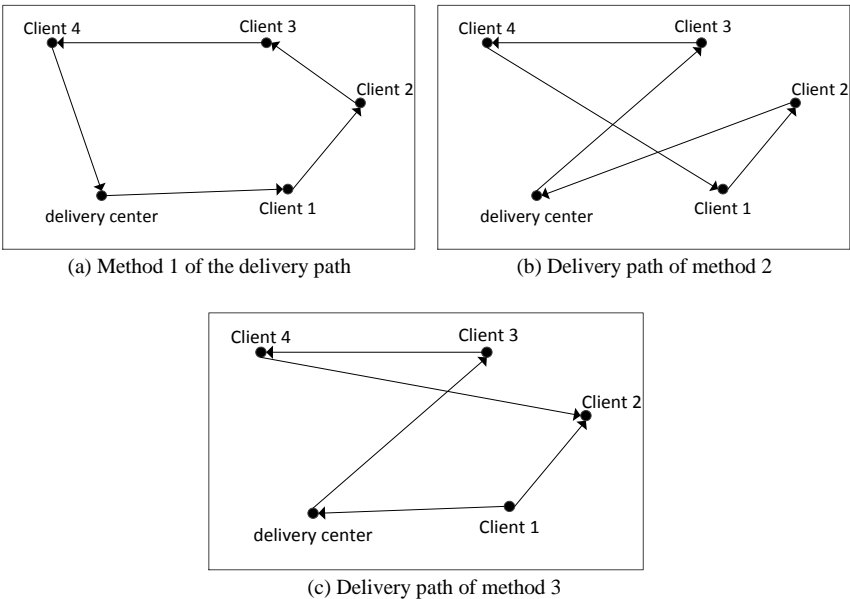 Client 4
Client 3
Client 2
Client 1
delivery center
(a) Method 1 of the delivery path
Client 4
Client 3
Client 2
Client 1
delivery center
(b) Delivery path of method 2
Client 4
Client 3
Client 2
Client 1
delivery center
(c) Delivery path of method 3